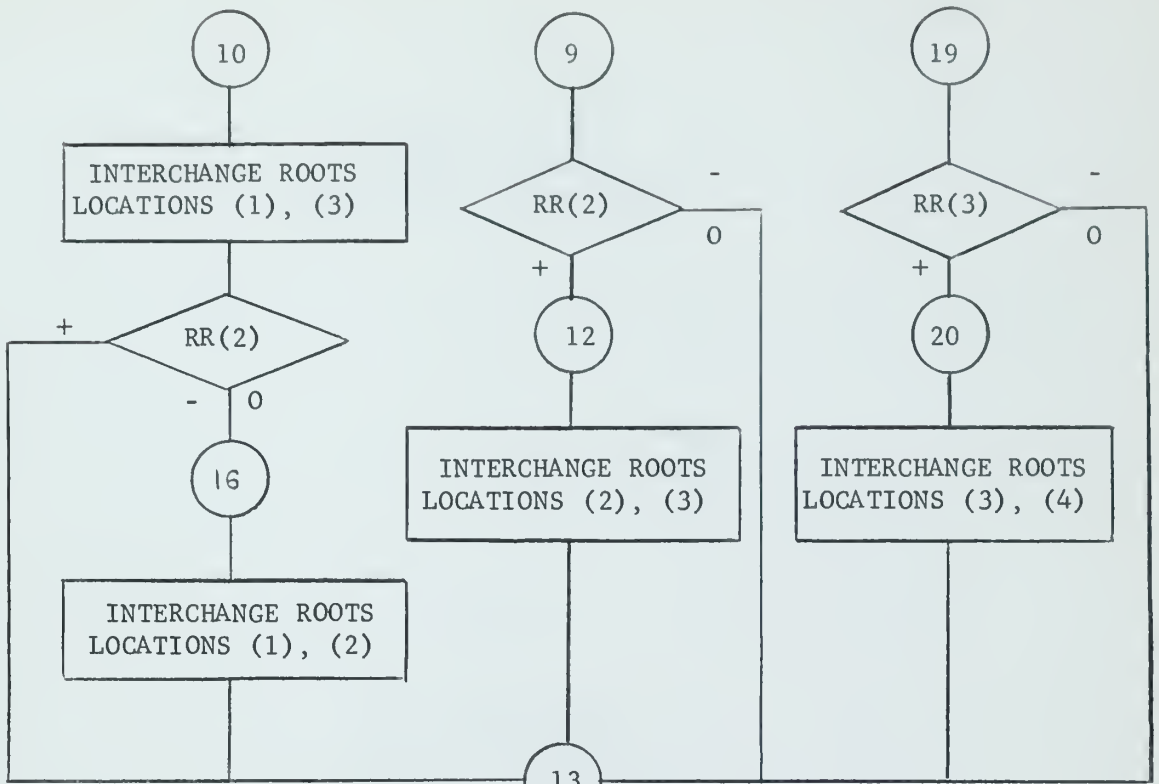 10
INTERCHANGE ROOTS
LOCATIONS (1), (3)
RR(2)
+
- 0
16
INTERCHANGE ROOTS
LOCATIONS (1), (2)
9
RR(2)
-
0
+
12
INTERCHANGE ROOTS
LOCATIONS (2), (3)
19
RR(3)
-
0
+
20
INTERCHANGE ROOTS
LOCATIONS (3), (4)
13